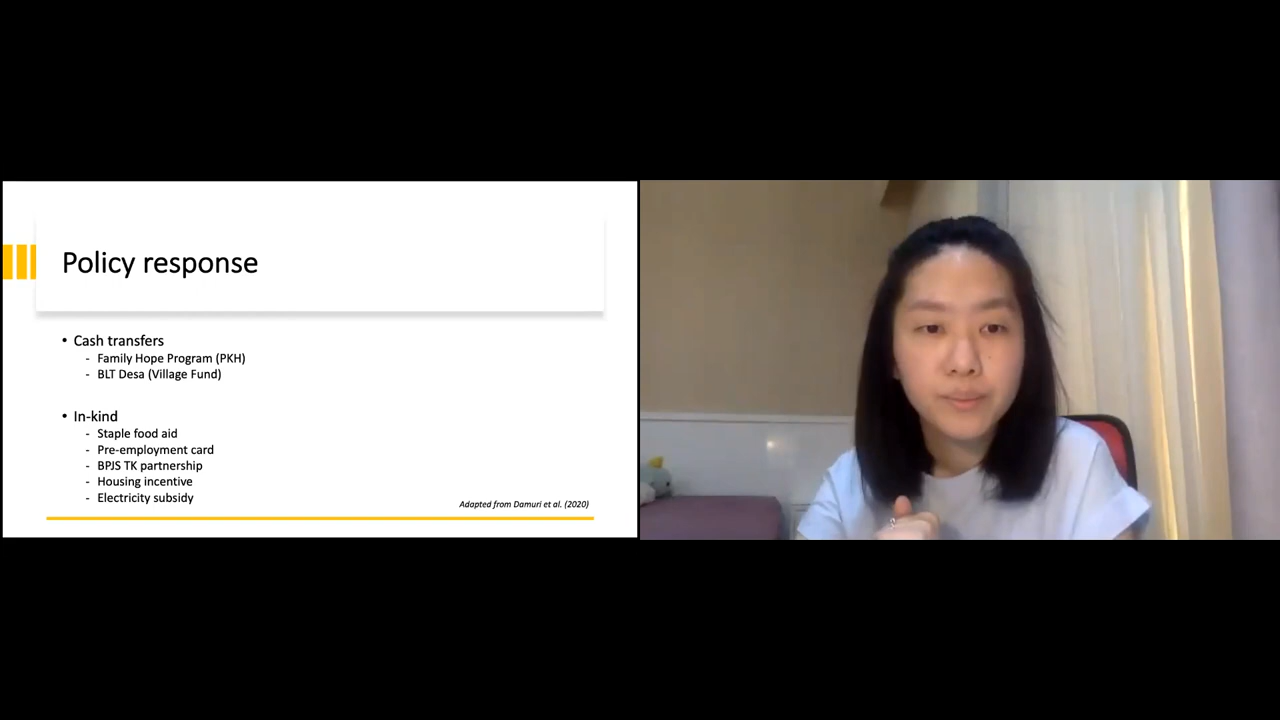 Policy response
• Cash transfers
- Family Hope Program (PKH)
- BLT Desa (Village Fund)
• In-kind
- Staple food aid
- Pre-employment card
- BPJS TK partnership
- Housing incentive
- Electricity subsidy
Adapted from Damuri et al. (2020)